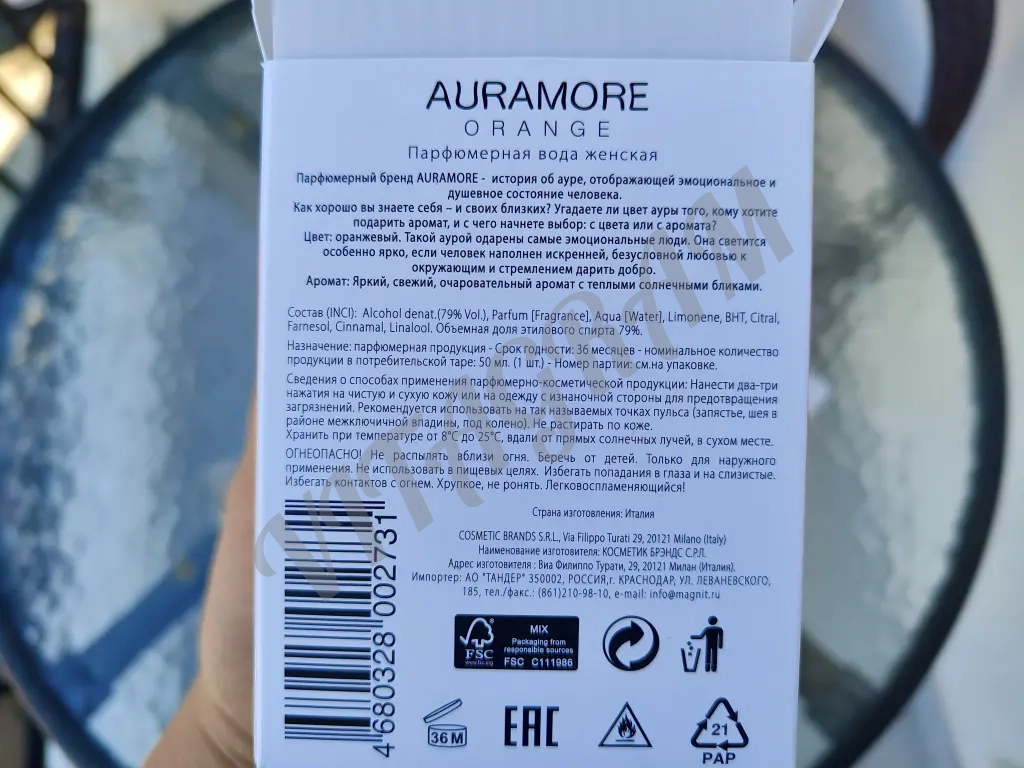 AURAMORE
ORANGE
Парфюмерная вода женская
Парфюмерный бренд AURAMORE - история об ауре, отображающей эмоциональное и
душевное состояние человека.
Как хорошо вы знаете себя – и своих близких? Угадаете ли цвет ауры того, кому хотите
подарить аромат, и с чего начнете выбор: с цвета или с аромата?
Цвет: оранжевый. Такой аурой одарены самые эмоциональные люди. Она светится
особенно ярко, если человек наполнен искренней, безусловной любовью к
окружающим и стремлением дарить добро.
Аромат: Яркий, свежий, очаровательный аромат с теплыми солнечными бликами.
Состав (INCI): Alcohol denat.(79% Vol.), Parfum [Fragrance], Aqua [Water], Limonene, BHT, Citral,
Farnesol, Cinnamal, Linalool. Объемная доля этилового спирта 79%.
Назначение: парфюмерная продукция - Срок годности: 36 месяцев - номинальное количество
продукции в потребительской таре: 50 мл. (1 шт.) - Номер партии: см.на упаковке.
Сведения о способах применения парфюмерно-косметической продукции: Нанести два-три
нажатия на чистую и сухую кожу или на одежду с изнаночной стороны для предотвращения
загрязнений. Рекомендуется использовать на так называемых точках пульса (запястье, шея в
районе межключичной впадины, под колено). Не растирать по коже.
Хранить при температуре от 8°C до 25°C, вдали от прямых солнечных лучей, в сухом месте.
ОГНЕОПАСНО! Не распылять вблизи огня. Беречь от детей. Только для наружного
применения. Не использовать в пищевых целях. Избегать попадания в глаза и на слизистые.
Избегать контактов с огнем. Хрупкое, не ронять. Легковоспламеняющийся!
Страна изготовления: Италия
COSMETIC BRANDS S.R.L., Via Filippo Turati 29, 20121 Milano (Italy)
Наименование изготовителя: КОСМЕТИК БРЭНДС С.Р.Л.
Адрес изготовителя : Виа Филиппо Турати, 29, 20121 Милан (Италия).
Импортер: АО "ТАНДЕР" 350002, РОССИЯ,г. КРАСНОДАР, УЛ. ЛЕВАНЕВСКОГО,
185, тел./факс.: (861)210-98-10, e-mail: info@magnit.ru
4 680328 002731
FSC
www.fsc.org
MIX
Packaging from
responsible sources
FSC C111986
36 M
EAC
21
PAP
VTAGATM